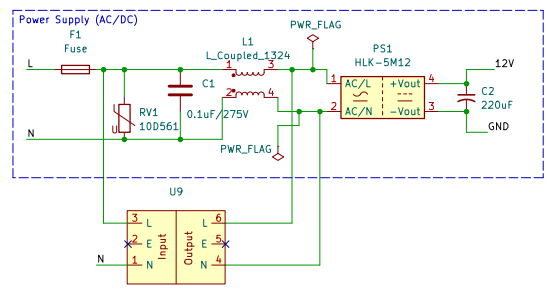 Power Supply (AC/DC)
F1
Fuse
L
L1
L_Coupled_1324
1 3
2 4
PWR_FLAG
PS1
HLK-5M12
1 AC/L +Vout 4
2 AC/N -Vout 3
12V
C2
220uF
GND
C1
0.1uF/275V
RV1
10D561
U
N
PWR_FLAG
U9
3 L L 6
2 E E 5
1 N N 4
Input
Output
N